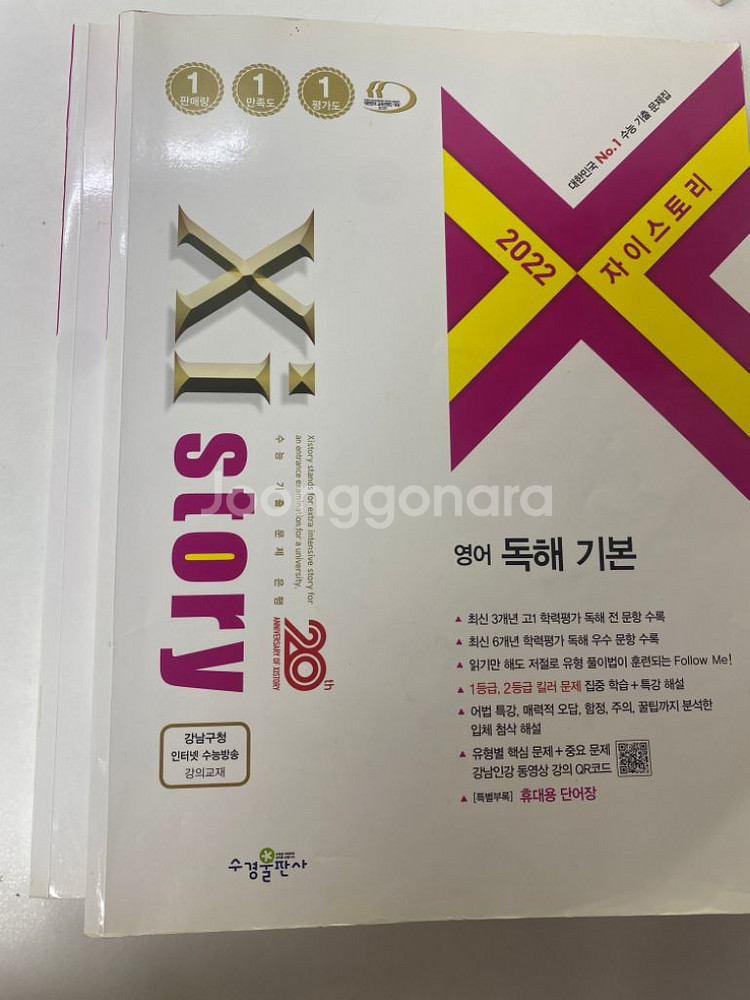 1
판매량
1
만족도
1
평가도
대한민국 No.1 수능 기출 문제집
2022 자이스토리
Xi
story
Xistory stands for extra intensive story for
an entrance examination for a university.
수능 기출 문제 은행
20th
ANNIVERSARY OF XISTORY
Joonggonara
영어 독해 기본
▲ 최신 3개년 고1 학력평가 독해 전 문항 수록
▲ 최신 6개년 학력평가 독해 우수 문항 수록
▲ 읽기만 해도 저절로 유형 풀이법이 훈련되는 Follow Me!
▲ 1등급, 2등급 킬러 문제 집중 학습+특강 해설
▲ 어법 특강, 매력적 오답, 함정, 주의, 꿀팁까지 분석한
입체 첨삭 해설
▲ 유형별 핵심 문제+중요 문제
강남인강 동영상 강의 QR코드
▲ [특별부록] 휴대용 단어장
강남구청
인터넷 수능방송
강의교재
수경출판사